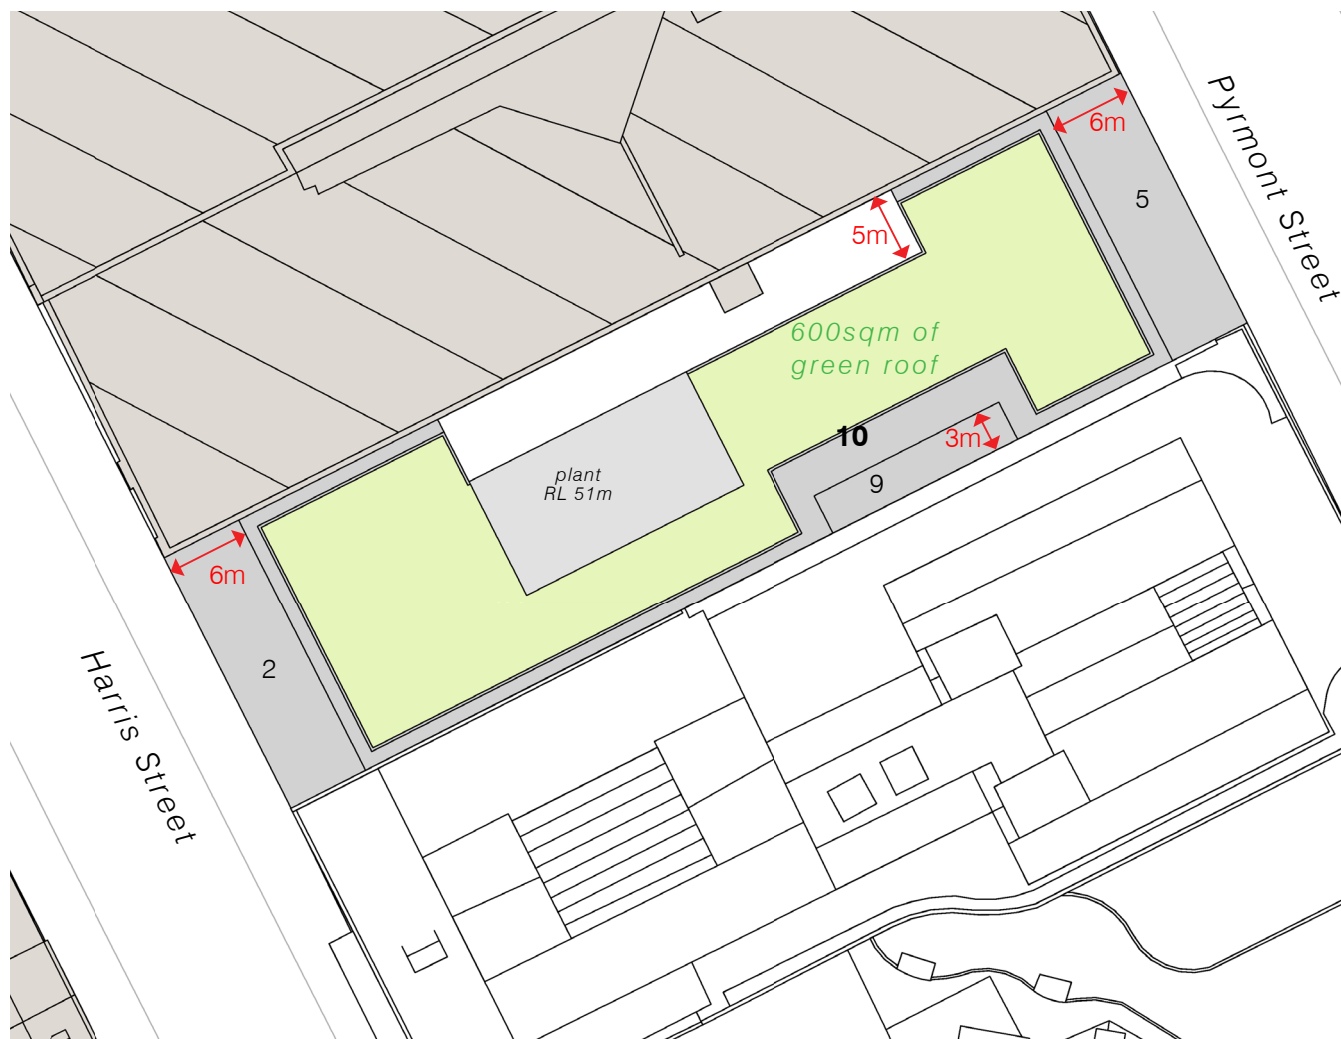 Pyrmont Street
6m
5
5m
600sqm of
green roof
10
3m
9
plant
RL 51m
6m
2
Harris Street